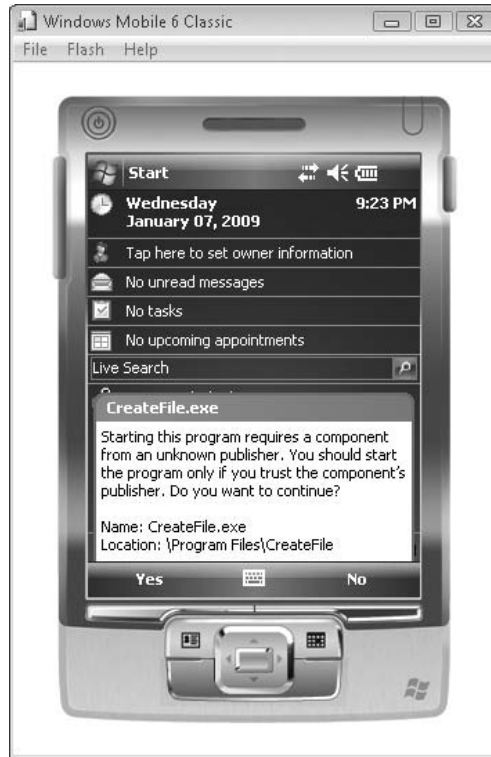 Windows Mobile 6 Classic
File Flash Help
Start
Wednesday 9:23 PM
January 07, 2009
Tap here to set owner information
No unread messages
No tasks
No upcoming appointments
Live Search
CreateFile.exe
Starting this program requires a component
from an unknown publisher. You should start
the program only if you trust the component's
publisher. Do you want to continue?
Name: CreateFile.exe
Location: \Program Files\CreateFile
Yes No